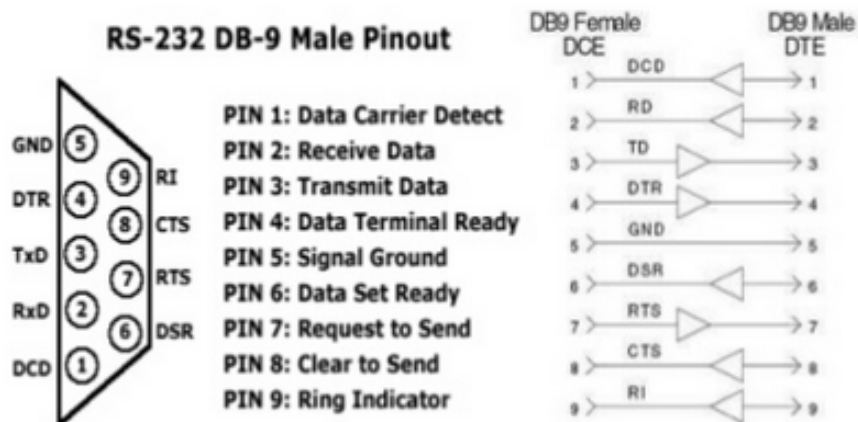 RS-232 DB-9 Male Pinout
GND 5
9 RI
DTR 4
8 CTS
TxD 3
7 RTS
RxD 2
6 DSR
DCD 1
PIN 1: Data Carrier Detect
PIN 2: Receive Data
PIN 3: Transmit Data
PIN 4: Data Terminal Ready
PIN 5: Signal Ground
PIN 6: Data Set Ready
PIN 7: Request to Send
PIN 8: Clear to Send
PIN 9: Ring Indicator
DB9 Female DB9 Male
DCE DTE
1 DCD 1
2 RD 2
3 TD 3
4 DTR 4
5 GND 5
6 DSR 6
7 RTS 7
8 CTS 8
9 RI 9